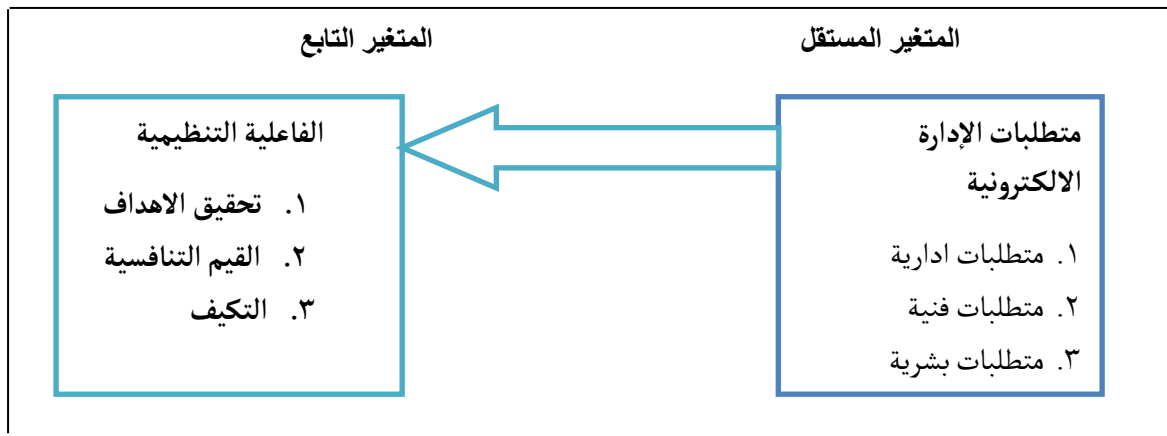 المتغير المستقل
المتغير التابع
متطلبات الإدارة
الالكترونية
١. متطلبات ادارية
٢. متطلبات فنية
٣. متطلبات بشرية
الفاعلية التنظيمية
١. تحقيق الاهداف
٢. القيم التنافسية
٣. التكيف